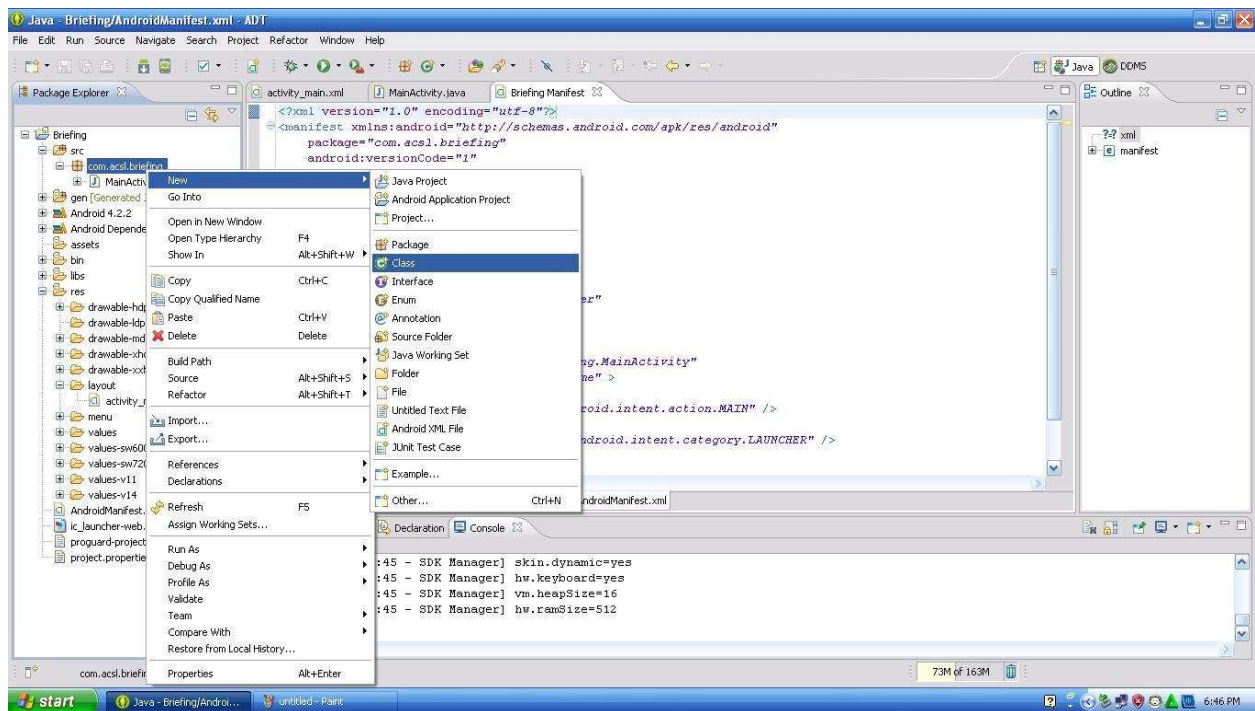 Java - Briefing/AndroidManifest.xml - ADT
File Edit Run Source Navigate Search Project Refactor Window Help
Java DDMS
Package Explorer
activity_main.xml
MainActivity.java
Briefing Manifest
Outline
<?xml version="1.0" encoding="utf-8"?>
<manifest xmlns:android="http://schemas.android.com/apk/res/android"
package="com.acsl.briefing"
android:versionCode="1"
er"
ng.MainActivity"
me" >
roid.intent.action.MAIN" />
ndroid.intent.category.LAUNCHER" />
ndroidManifest.xml
?=? xml
e manifest
Briefing
src
com.acsl.briefing
MainActiv
gen [Generated
Android 4.2.2
Android Depende
assets
bin
libs
res
drawable-hdp
drawable-ldp
drawable-md
drawable-xhd
drawable-xxh
layout
activity_r
menu
values
values-sw600
values-sw720
values-v11
values-v14
AndroidManifest.
ic_launcher-web.
proguard-project
project.propertie
New
Go Into
Open in New Window
Open Type Hierarchy F4
Show In Alt+Shift+W
Copy Ctrl+C
Copy Qualified Name
Paste Ctrl+V
Delete Delete
Build Path
Source Alt+Shift+S
Refactor Alt+Shift+T
Import...
Export...
References
Declarations
Refresh F5
Assign Working Sets...
Run As
Debug As
Profile As
Validate
Team
Compare With
Restore from Local History...
Properties Alt+Enter
Java Project
Android Application Project
Project...
Package
Class
Interface
Enum
Annotation
Source Folder
Java Working Set
Folder
File
Untitled Text File
Android XML File
JUnit Test Case
Example...
Other... Ctrl+N
Declaration
Console
:45 - SDK Manager] skin.dynamic=yes
:45 - SDK Manager] hw.keyboard=yes
:45 - SDK Manager] vm.heapSize=16
:45 - SDK Manager] hw.ramSize=512
com.acsl.briefin
73M of 163M
start
Java - Briefing/Androi...
untitled - Paint
6:46 PM